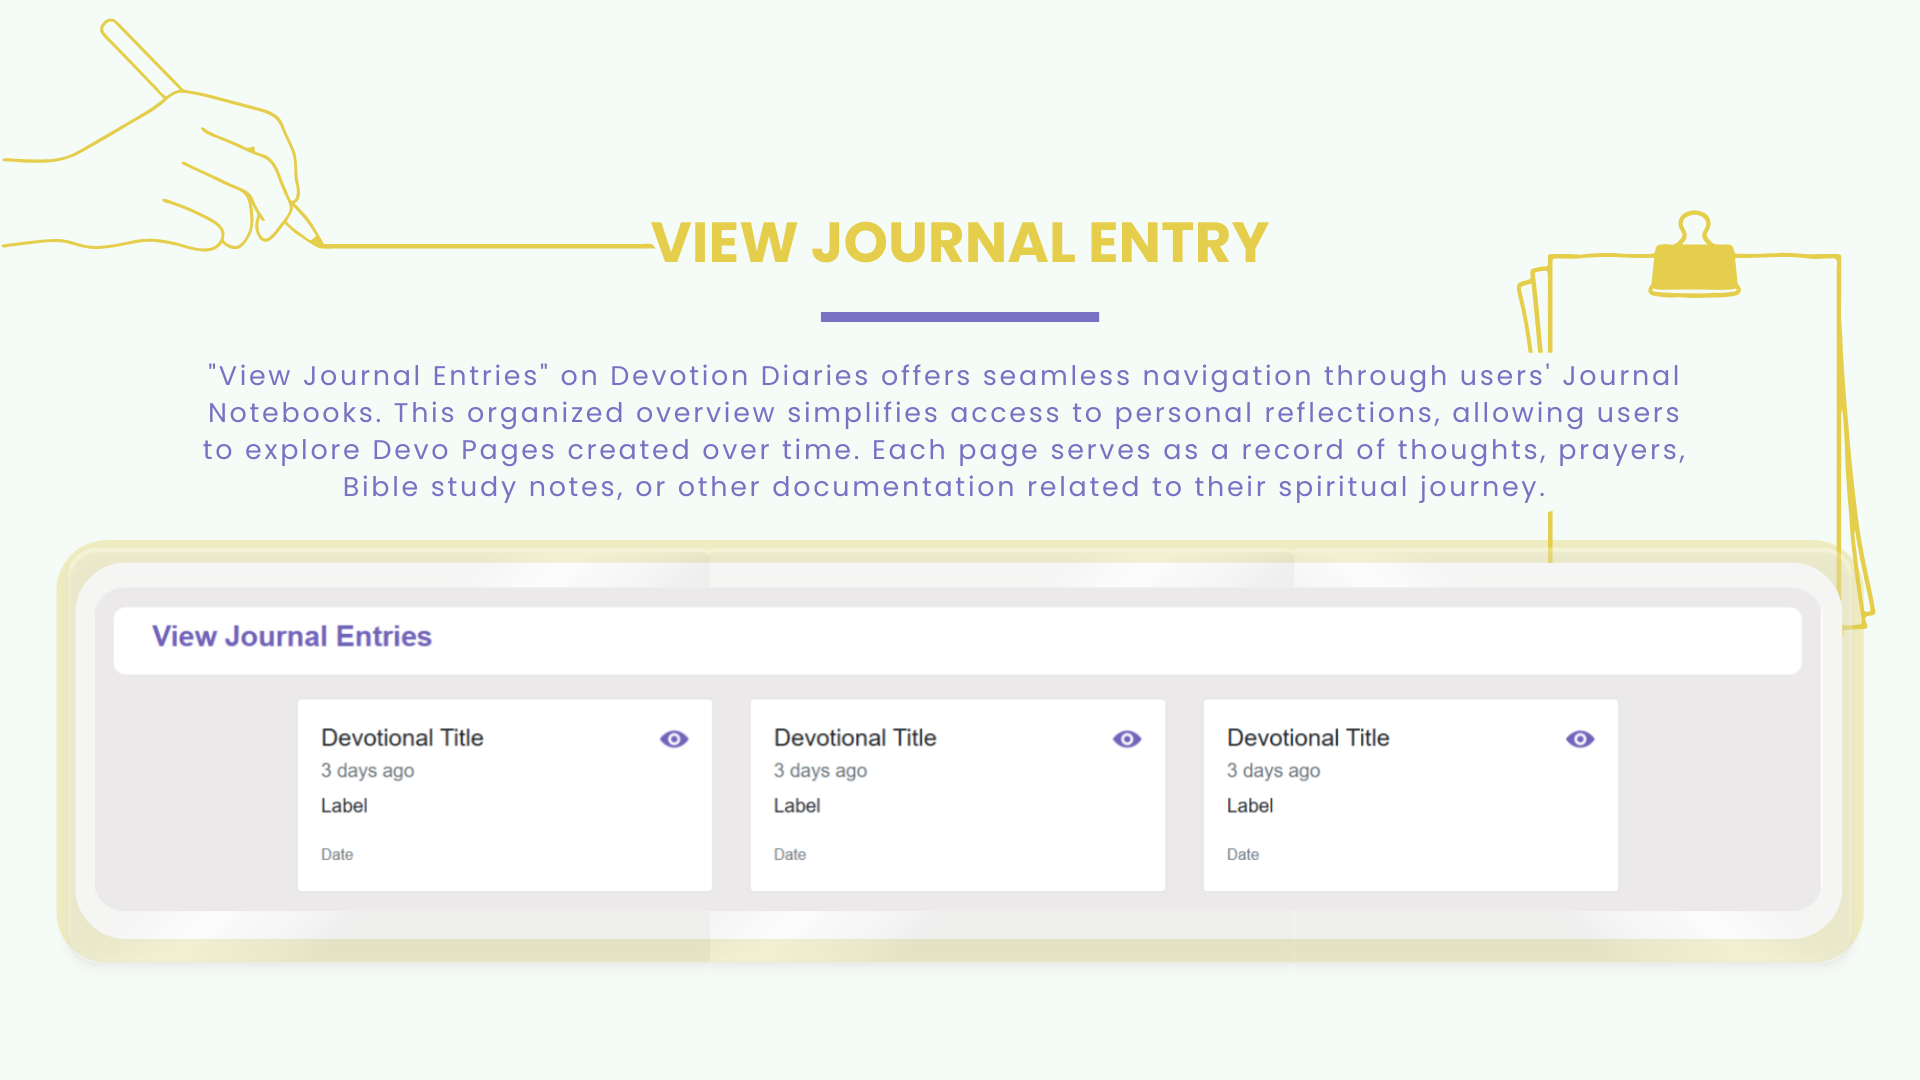 VIEW JOURNAL ENTRY
"View Journal Entries" on Devotion Diaries offers seamless navigation through users' Journal
Notebooks. This organized overview simplifies access to personal reflections, allowing users
to explore Devo Pages created over time. Each page serves as a record of thoughts, prayers,
Bible study notes, or other documentation related to their spiritual journey.
View Journal Entries
Devotional Title
3 days ago
Label
Date
Devotional Title
3 days ago
Label
Date
Devotional Title
3 days ago
Label
Date